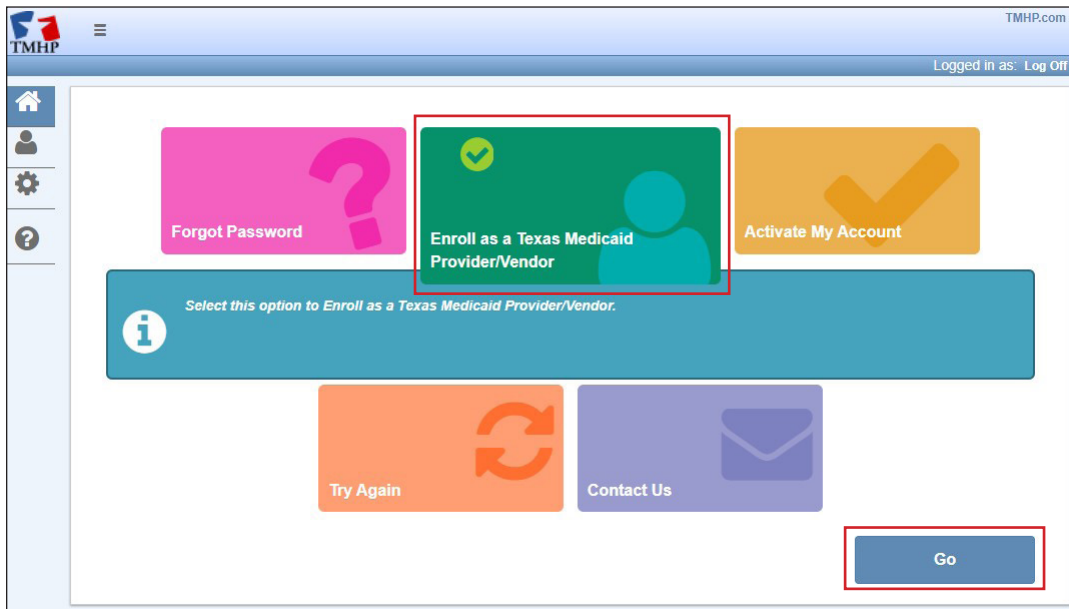 TMHP
TMHP.com
Logged in as: Log Off
Forgot Password
Enroll as a Texas Medicaid
Provider/Vendor
Activate My Account
Select this option to Enroll as a Texas Medicaid Provider/Vendor.
Try Again
Contact Us
Go